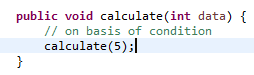 public void calculate(int data) {
// on basis of condition
calculate(5);
}